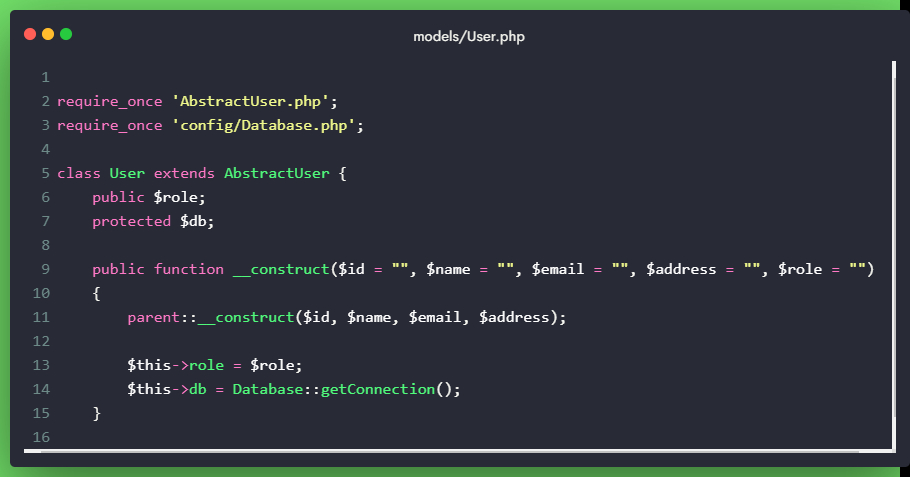 models/User.php
1
2 require_once 'AbstractUser.php';
3 require_once 'config/Database.php';
4
5 class User extends AbstractUser {
6     public $role;
7     protected $db;
8
9     public function __construct($id = "", $name = "", $email = "", $address = "", $role = "")
10     {
11         parent::__construct($id, $name, $email, $address);
12
13         $this->role = $role;
14         $this->db = Database::getConnection();
15     }
16